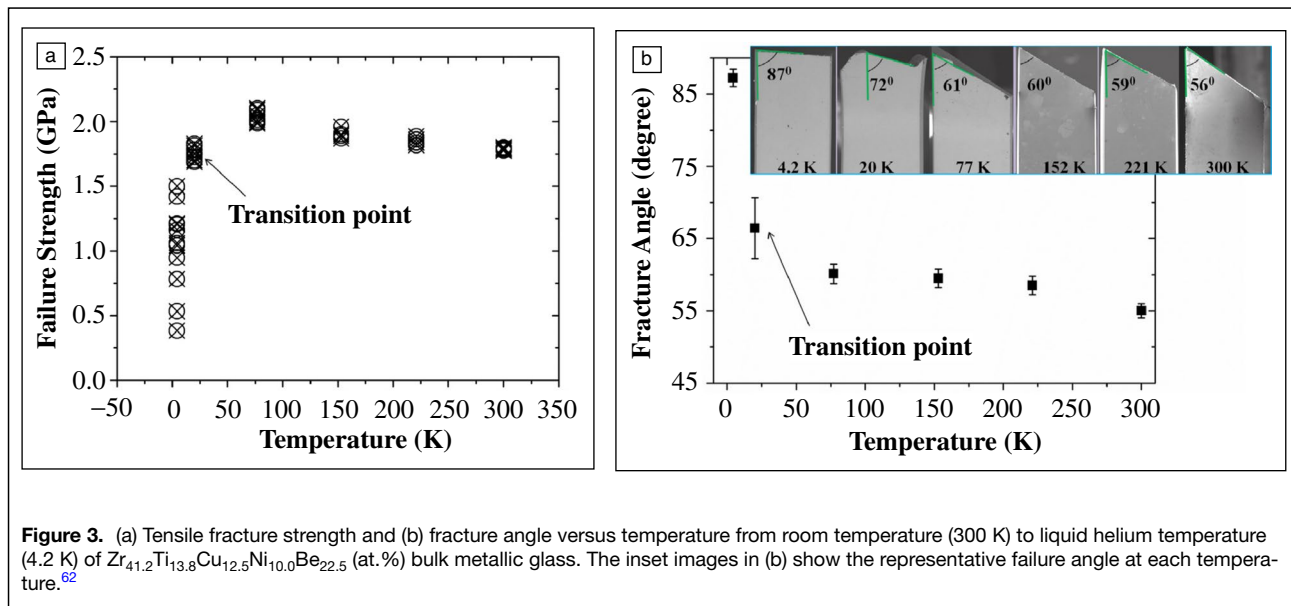 a
2.5
2.0
1.5
1.0
0.5
0.0
Failure Strength (GPa)
Transition point
−50 0 50 100 150 200 250 300 350
Temperature (K)
b
85
75
65
55
45
Fracture Angle (degree)
87⁰ 72⁰ 61⁰ 60⁰ 59⁰ 56⁰
4.2 K 20 K 77 K 152 K 221 K 300 K
Transition point
0 50 100 150 200 250 300
Temperature (K)
Figure 3. (a) Tensile fracture strength and (b) fracture angle versus temperature from room temperature (300 K) to liquid helium temperature
(4.2 K) of Zr₄₁.₂Ti₁₃.₈Cu₁₂.₅Ni₁₀.₀Be₂₂.₅ (at.%) bulk metallic glass. The inset images in (b) show the representative failure angle at each tempera-
ture.⁶²